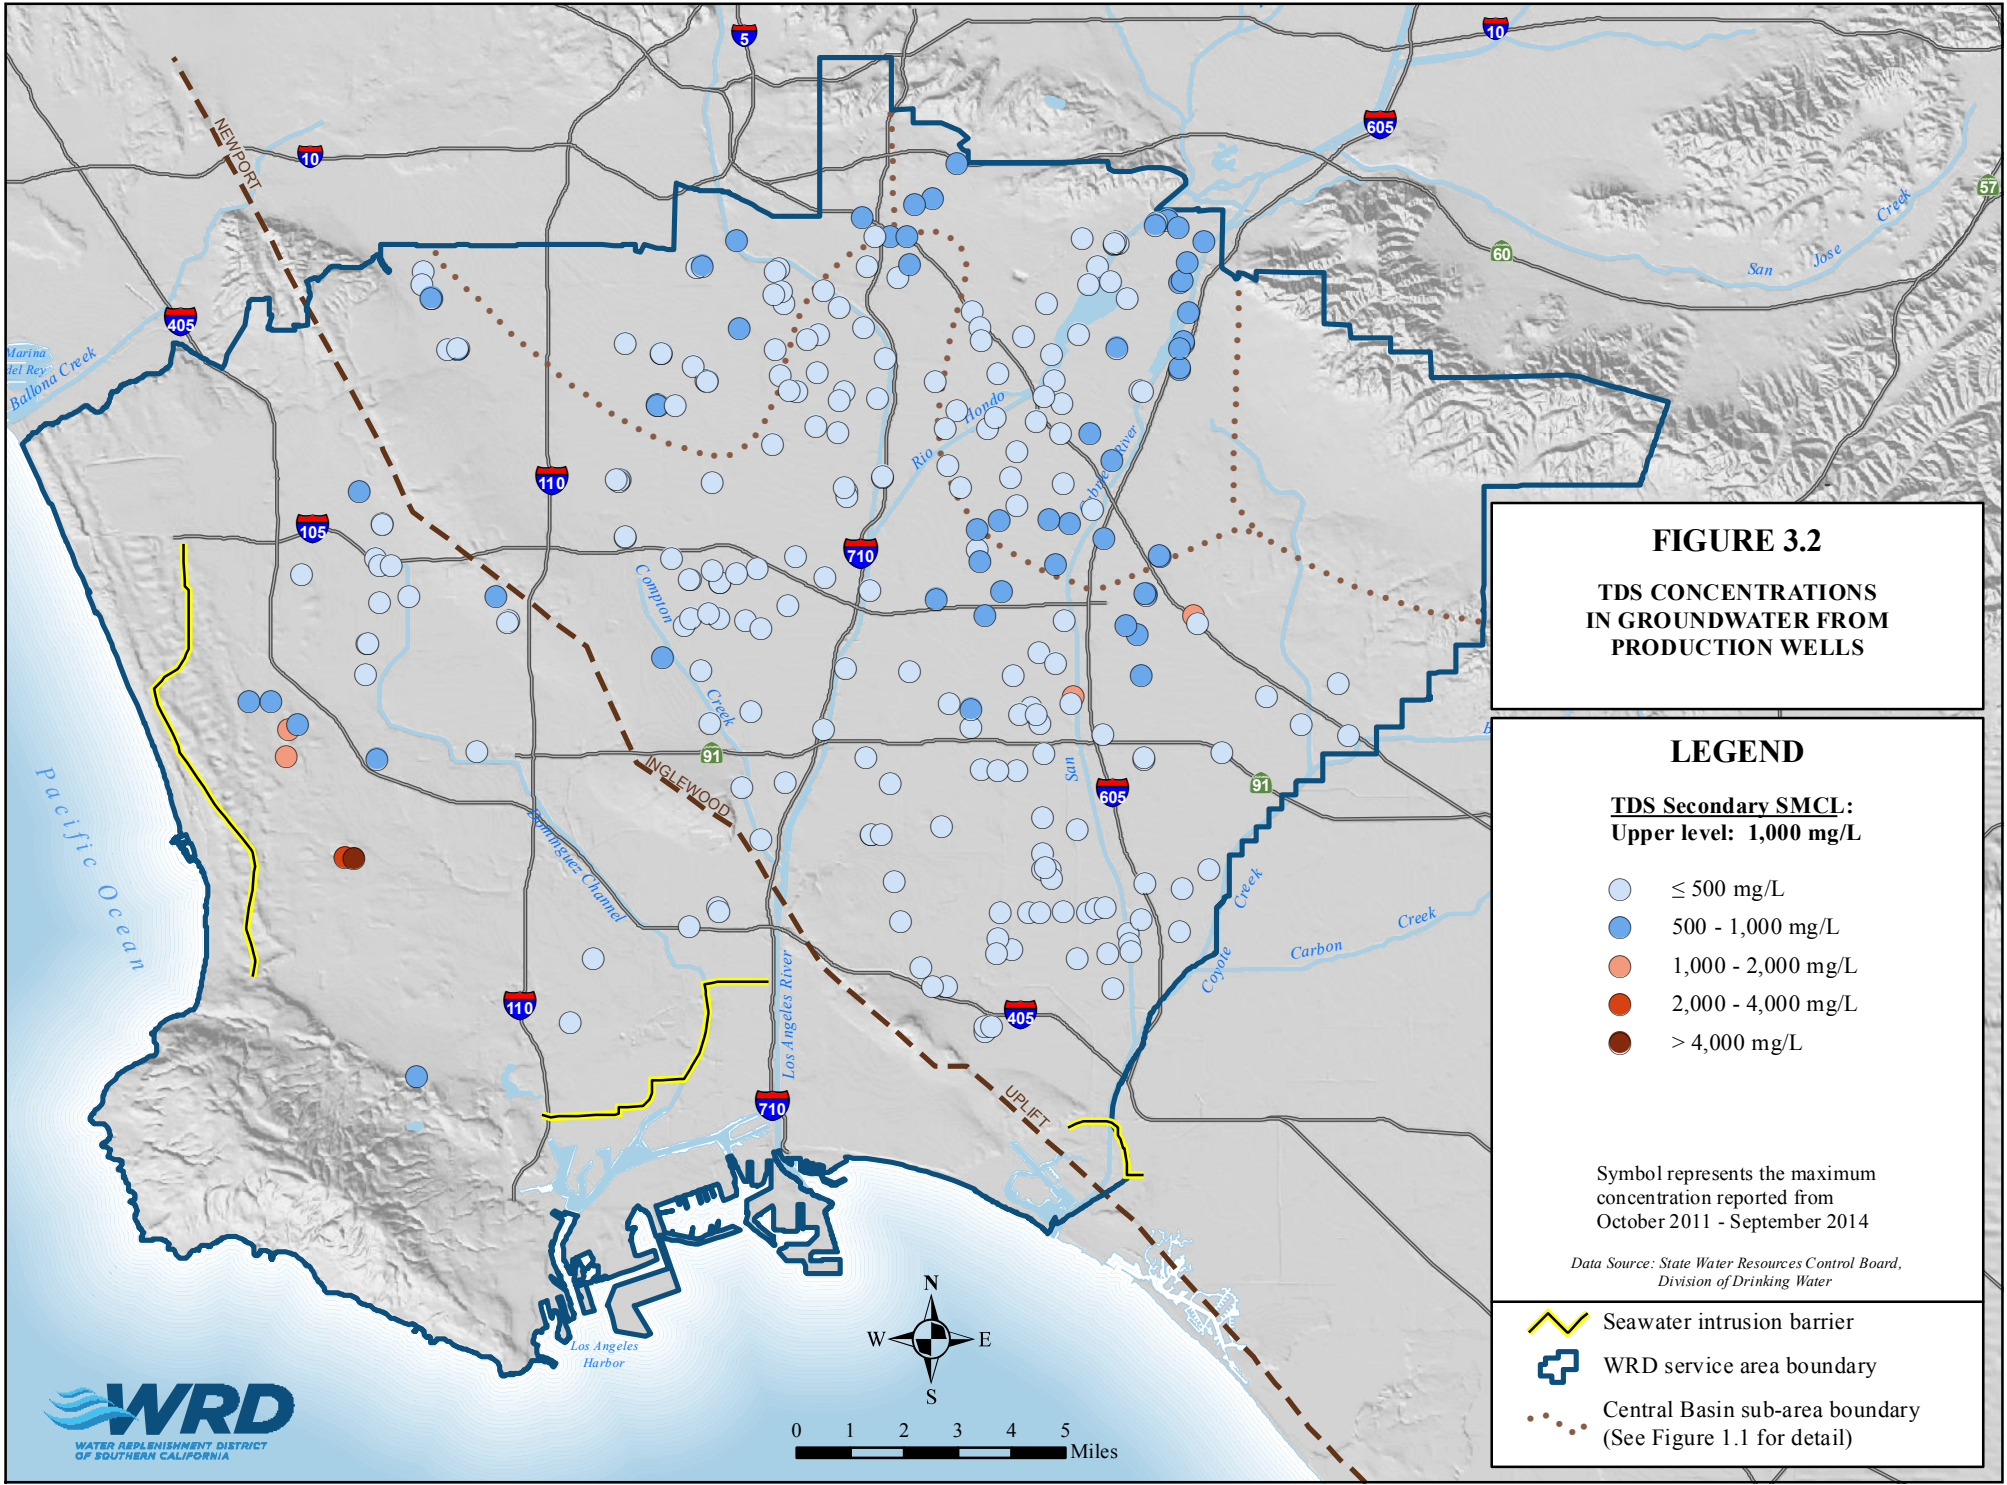 5
10
10
605
57
NEWPORT
Creek
Jose
San
60
405
Marina
del Rey
Ballona Creek
Rio
Hondo
River
110
105
710
Compton
Creek
FIGURE 3.2
TDS CONCENTRATIONS
IN GROUNDWATER FROM
PRODUCTION WELLS
91
INGLEWOOD
San
605
91
Pacific Ocean
Dominguez Channel
LEGEND
TDS Secondary SMCL:
Upper level: 1,000 mg/L
≤ 500 mg/L
500 - 1,000 mg/L
1,000 - 2,000 mg/L
2,000 - 4,000 mg/L
> 4,000 mg/L
Coyote
Creek
Carbon
Creek
110
Los Angeles River
405
710
UPLIFT
Symbol represents the maximum
concentration reported from
October 2011 - September 2014
Data Source: State Water Resources Control Board,
Division of Drinking Water
Seawater intrusion barrier
WRD service area boundary
Central Basin sub-area boundary
(See Figure 1.1 for detail)
Los Angeles
Harbor
N
W E
S
0 1 2 3 4 5
Miles
WRD
WATER REPLENISHMENT DISTRICT
OF SOUTHERN CALIFORNIA